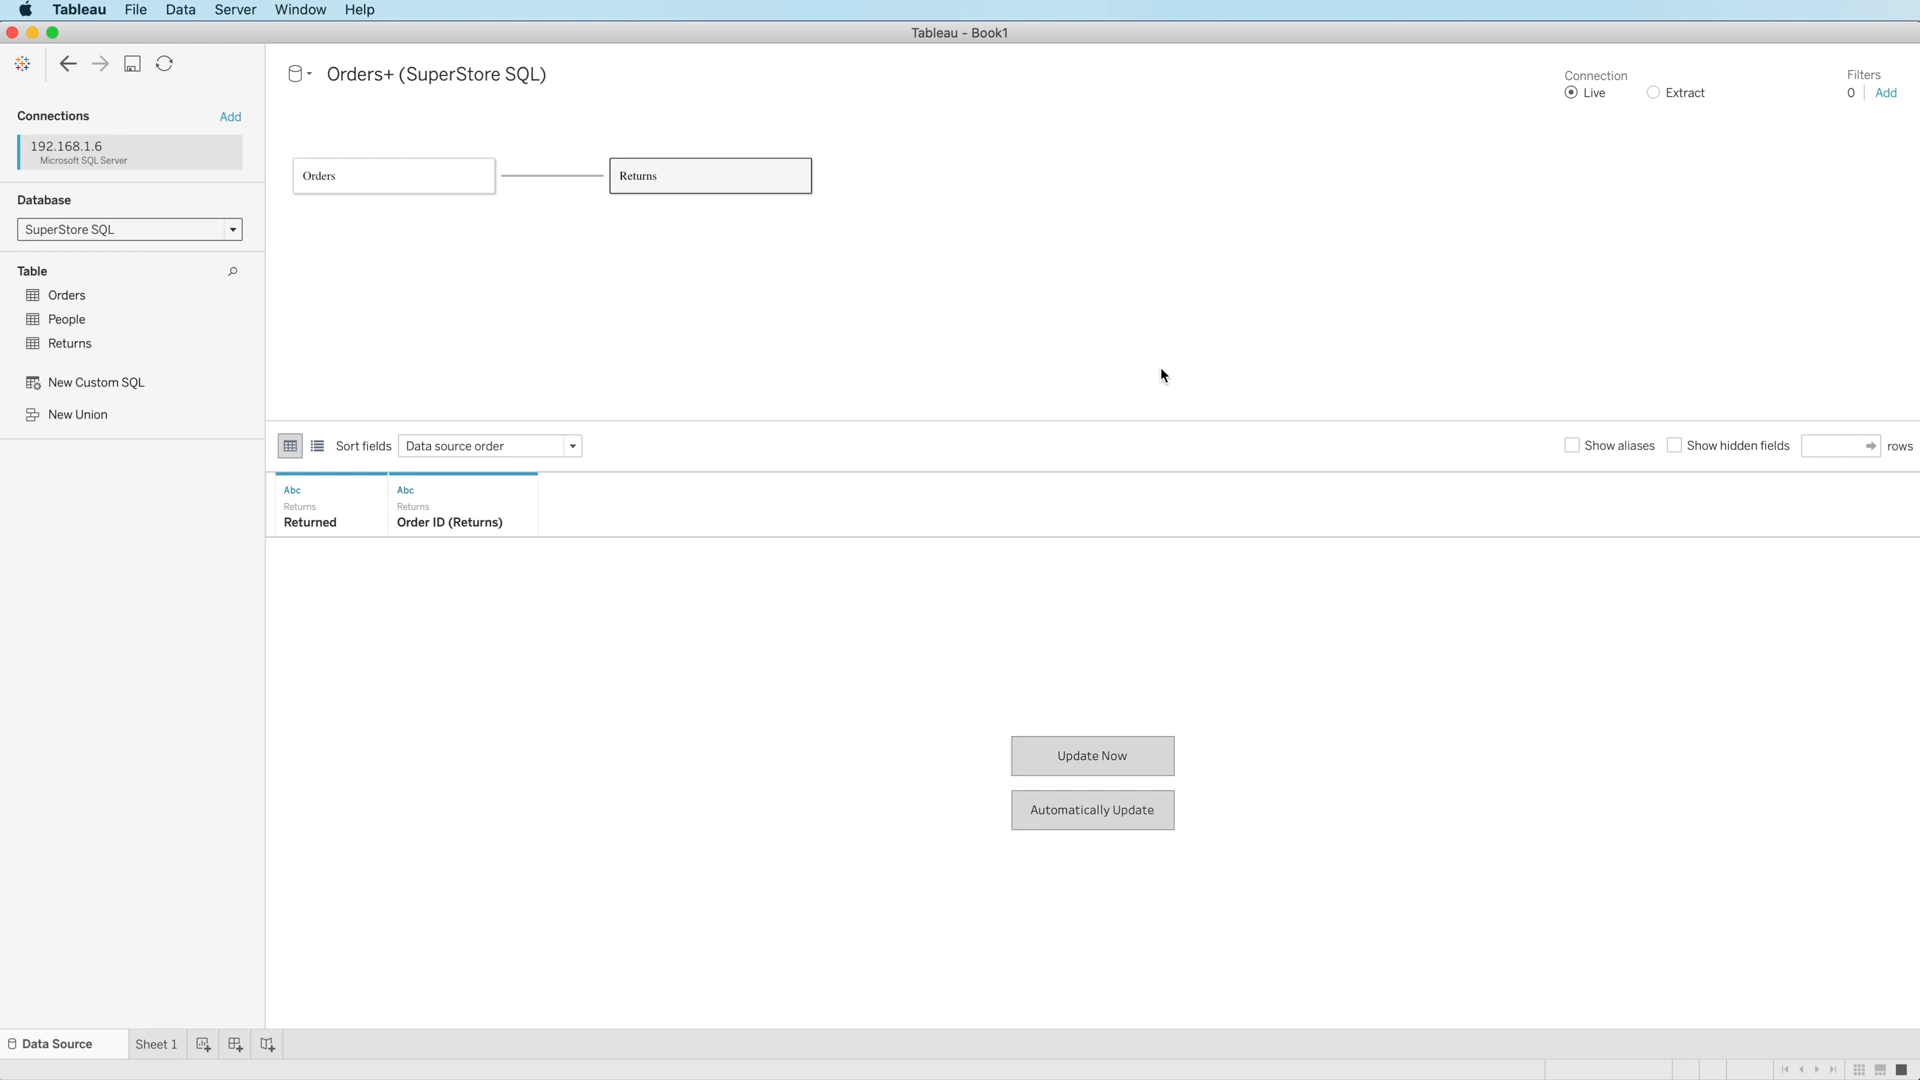 Tableau File Data Server Window Help
Tableau - Book1
Orders+ (SuperStore SQL)
Connection
Live Extract
Filters
0 Add
Connections Add
192.168.1.6
Microsoft SQL Server
Database
SuperStore SQL
Table
Orders
People
Returns
New Custom SQL
New Union
Orders Returns
Sort fields Data source order Show aliases Show hidden fields rows
Abc Abc
Returns Returns
Returned Order ID (Returns)
Update Now
Automatically Update
Data Source Sheet 1